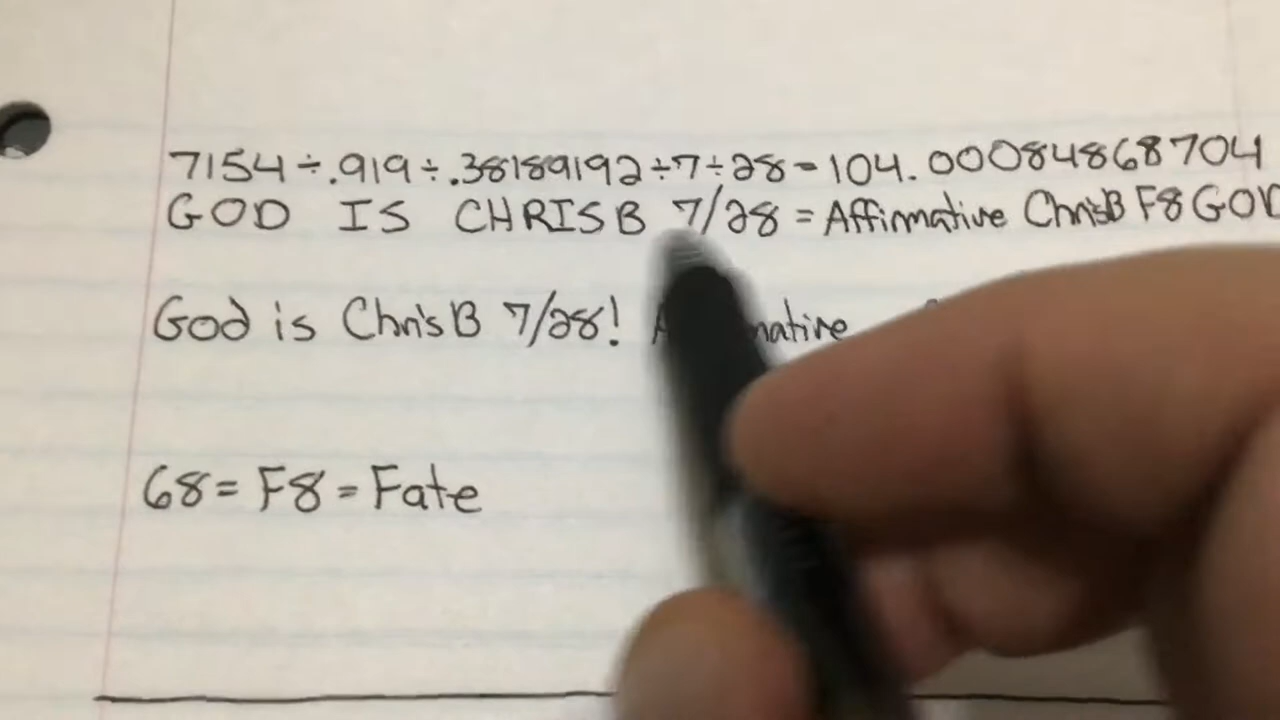 7154÷.919÷.38189192÷7÷28=104.00084868704
GOD IS CHRISB 7/28 = Affirmative ChrisB F8 GOD
God is ChrisB 7/28!
68=F8=Fate